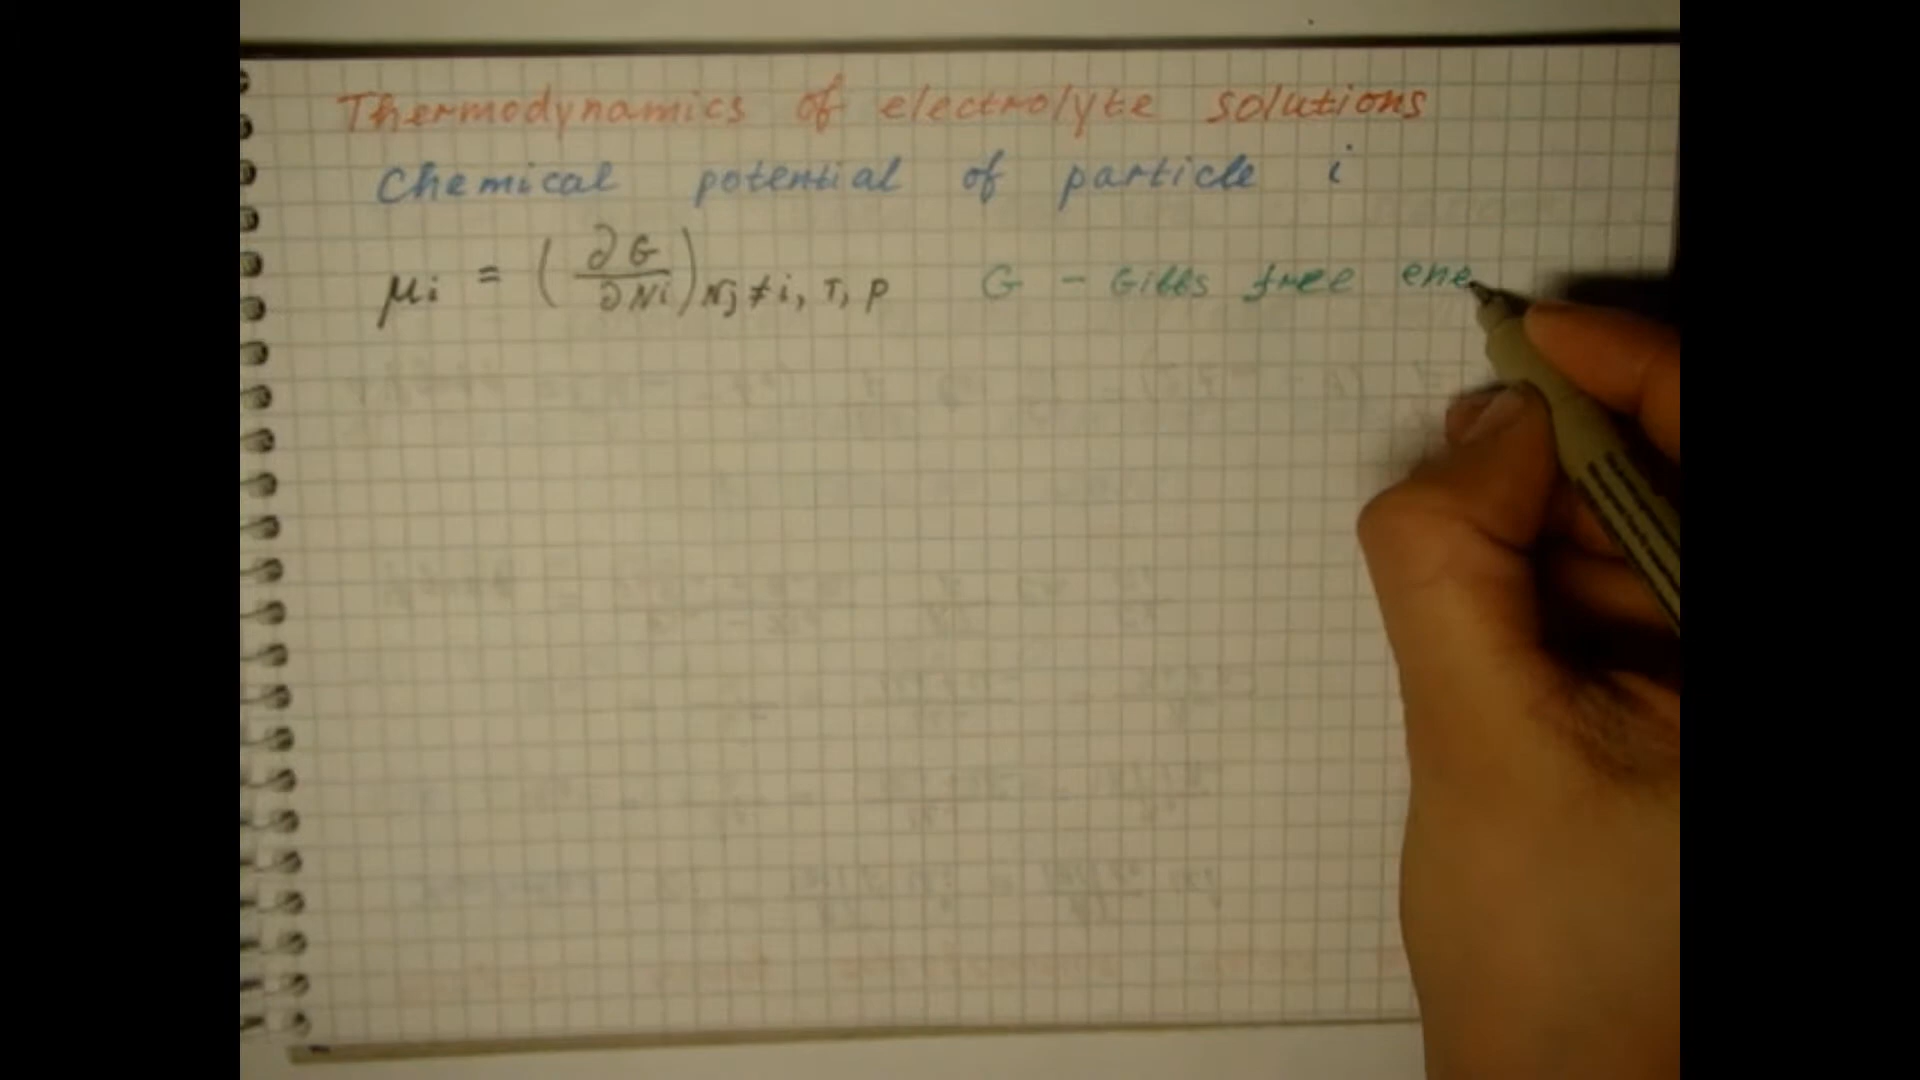 Thermodynamics of electrolyte solutions
Chemical potential of particle i
μi = (∂G/∂Ni)Nj≠i, T, P G - Gibbs free ene